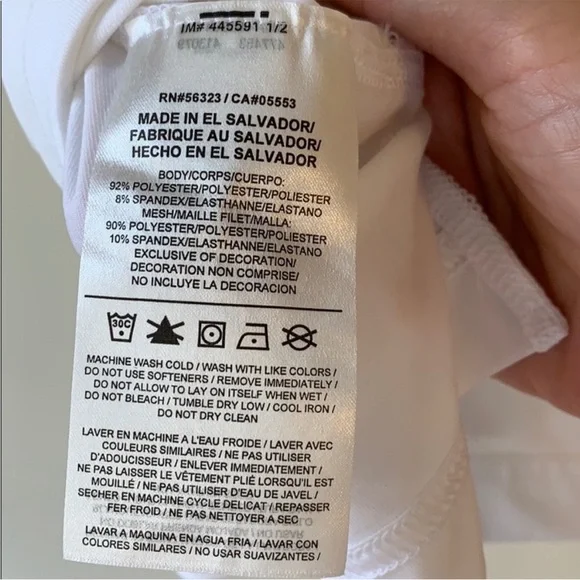 IM# 445591 1/2
477453 413079
RN#56323 / CA#05553
MADE IN EL SALVADOR/
FABRIQUE AU SALVADOR/
HECHO EN EL SALVADOR
BODY/CORPS/CUERPO:
92% POLYESTER/POLYESTER/POLIESTER
8% SPANDEX/ELASTHANNE/ELASTANO
MESH/MAILLE FILET/MALLA:
90% POLYESTER/POLYESTER/POLIESTER
10% SPANDEX/ELASTHANNE/ELASTANO
EXCLUSIVE OF DECORATION/
DECORATION NON COMPRISE/
NO INCLUYE LA DECORACION
30C
MACHINE WASH COLD / WASH WITH LIKE COLORS /
DO NOT USE SOFTENERS / REMOVE IMMEDIATELY /
DO NOT ALLOW TO LAY ON ITSELF WHEN WET /
DO NOT BLEACH / TUMBLE DRY LOW / COOL IRON /
DO NOT DRY CLEAN
LAVER EN MACHINE A L'EAU FROIDE / LAVER AVEC
COULEURS SIMILAIRES / NE PAS UTILISER
D'ADOUCISSEUR / ENLEVER IMMEDIATEMENT /
NE PAS LAISSER LE VÊTEMENT PLIÉ LORSQU'IL EST
MOUILLÉ / NE PAS UTILISER D'EAU DE JAVEL /
SECHER EN MACHINE CYCLE DELICAT / REPASSER
FER FROID / NE PAS NETTOYER A SEC
LAVAR A MAQUINA EN AGUA FRIA / LAVAR CON
COLORES SIMILARES / NO USAR SUAVIZANTES /